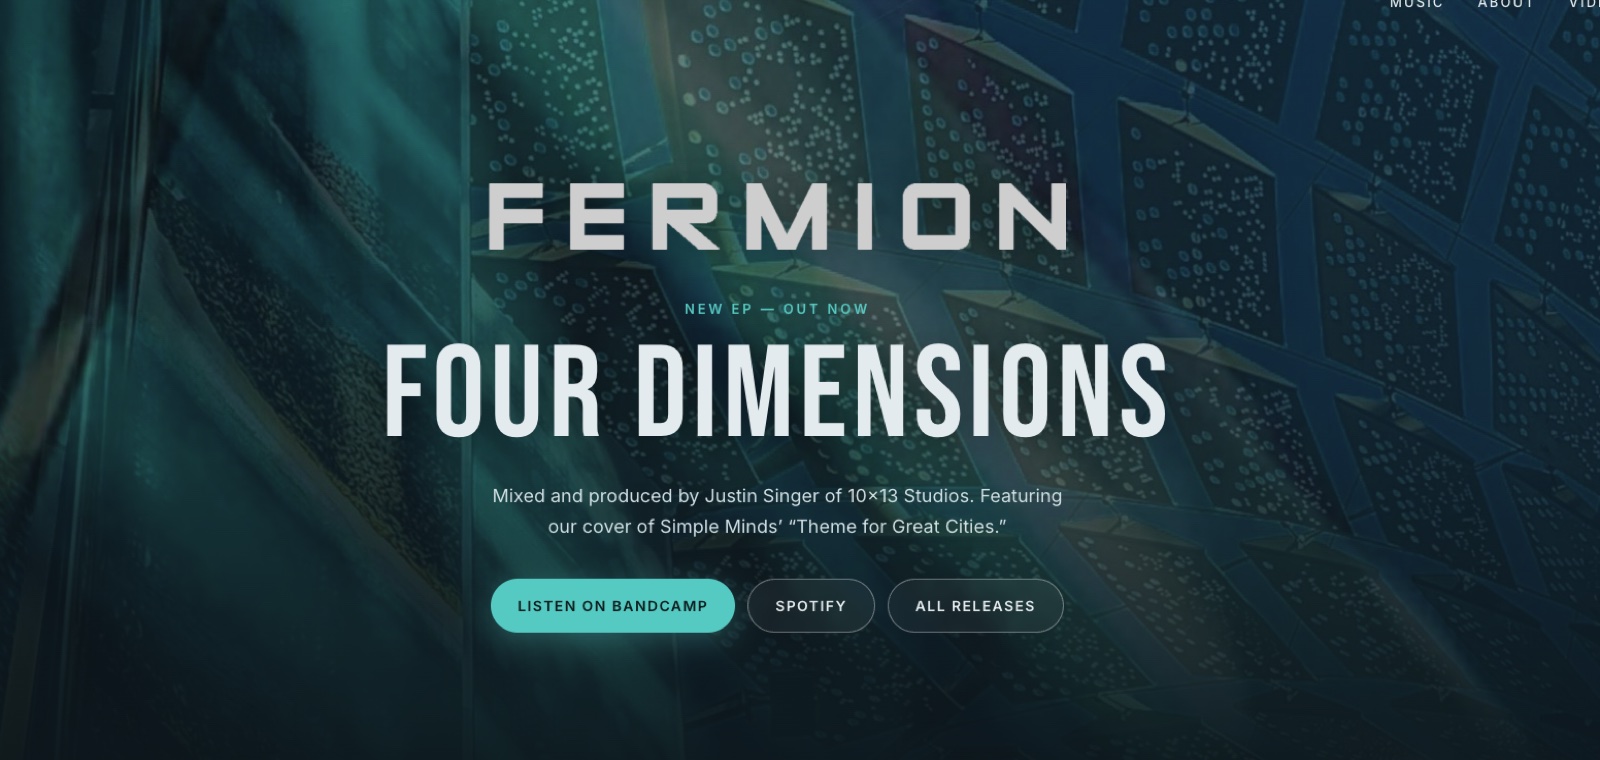 MUSIC ABOUT
FERMION
NEW EP — OUT NOW
FOUR DIMENSIONS
Mixed and produced by Justin Singer of 10×13 Studios. Featuring
our cover of Simple Minds’ “Theme for Great Cities.”
LISTEN ON BANDCAMP SPOTIFY ALL RELEASES